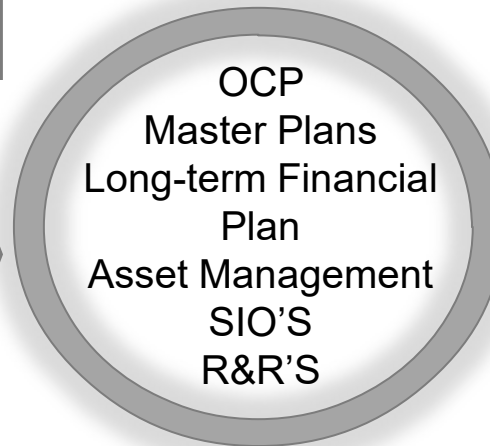 OCP
Master Plans
Long-term Financial
Plan
Asset Management
SIO’S
R&R’S